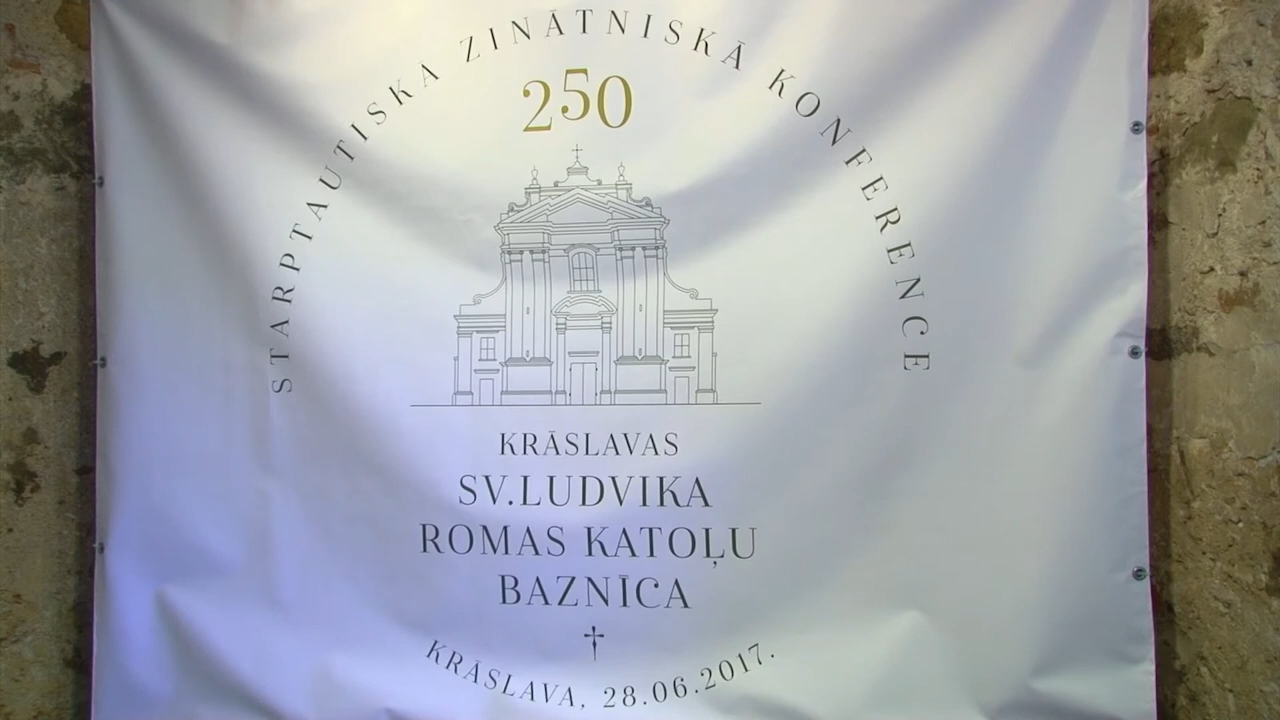 STARPTAUTISKĀ ZINĀTNISKĀ KONFERENCE
250
KRĀSLAVAS
SV.LUDVIKA
ROMAS KATOĻU
BAZNĪCA
KRĀSLAVA, 28.06.2017.